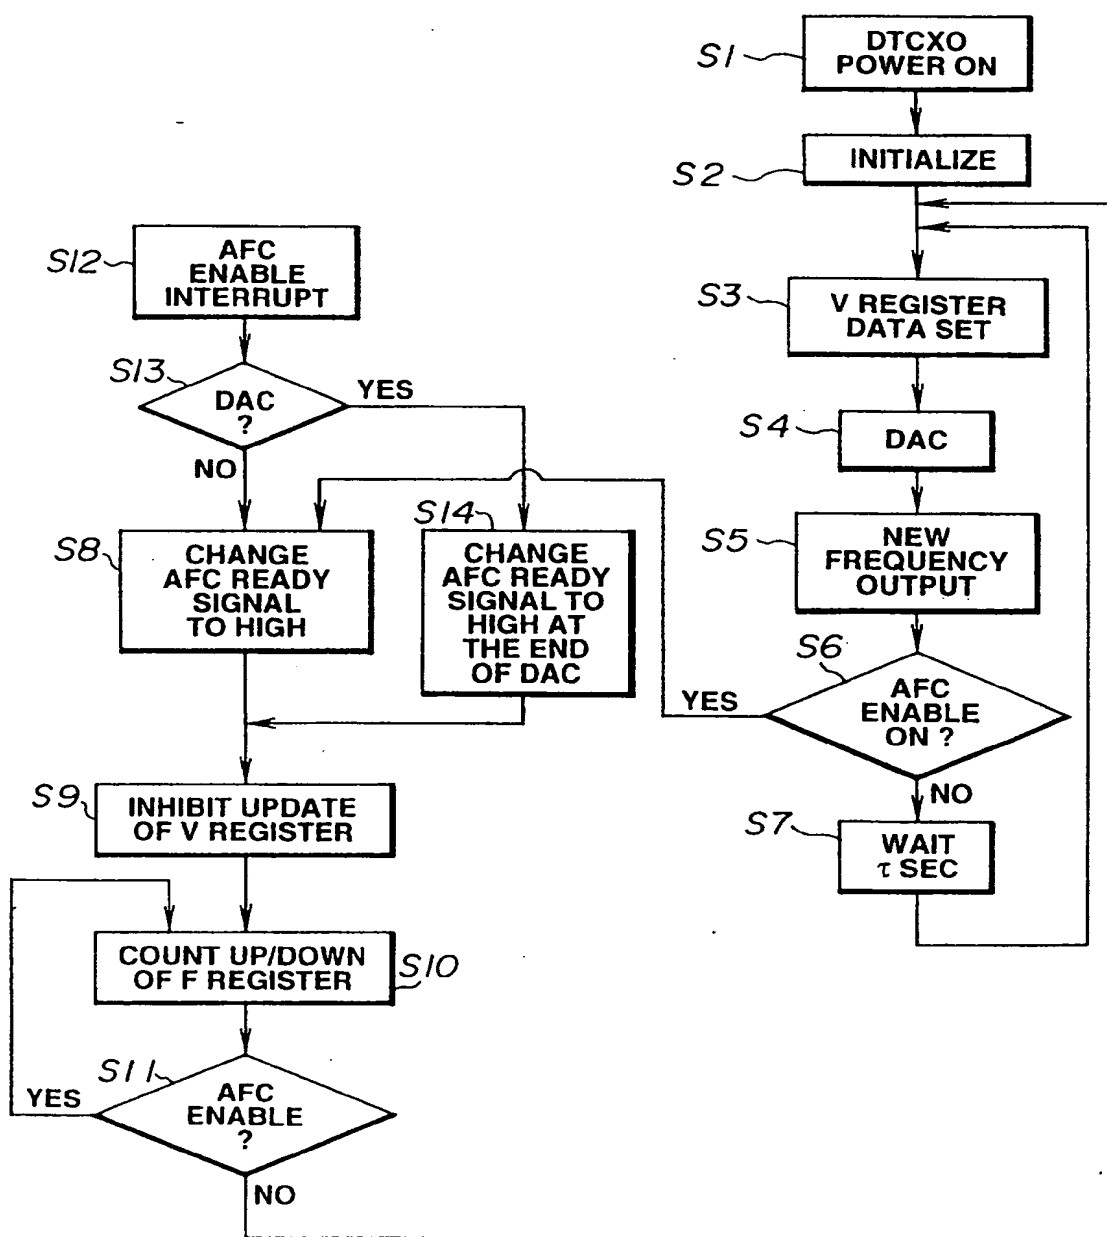 S1
DTCXO
POWER ON
S2
INITIALIZE
S12
AFC
ENABLE
INTERRUPT
S3
V REGISTER
DATA SET
S13
DAC
?
YES
NO
S4
DAC
S8
CHANGE
AFC READY
SIGNAL
TO HIGH
S14
CHANGE
AFC READY
SIGNAL TO
HIGH AT
THE END
OF DAC
S5
NEW
FREQUENCY
OUTPUT
S6
AFC
ENABLE
ON ?
YES
NO
S9
INHIBIT UPDATE
OF V REGISTER
S7
WAIT
τ SEC
COUNT UP/DOWN
OF F REGISTER
S10
S11
AFC
ENABLE
?
YES
NO